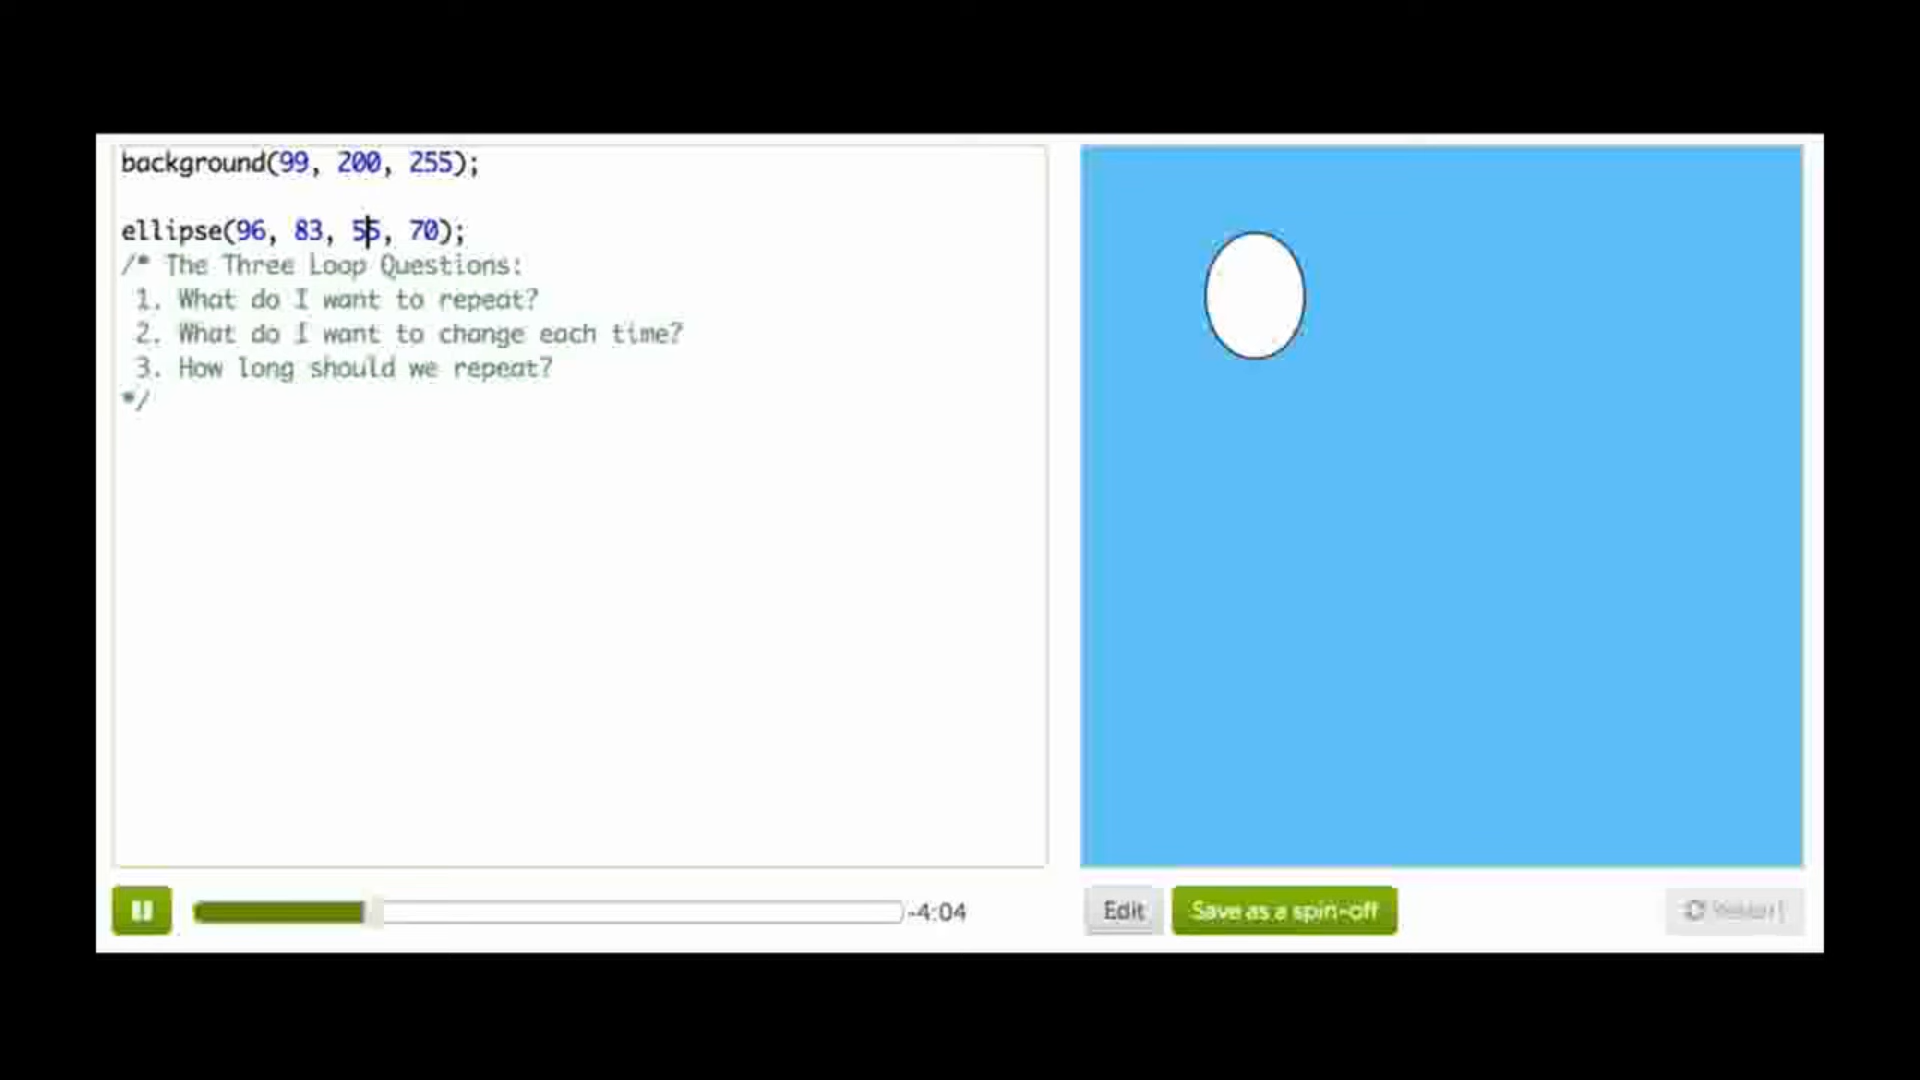 background(99, 200, 255);
ellipse(96, 83, 55, 70);
/* The Three Loop Questions:
1. What do I want to repeat?
2. What do I want to change each time?
3. How long should we repeat?
*/
-4:04
Edit
Save as a spin-off
Restart